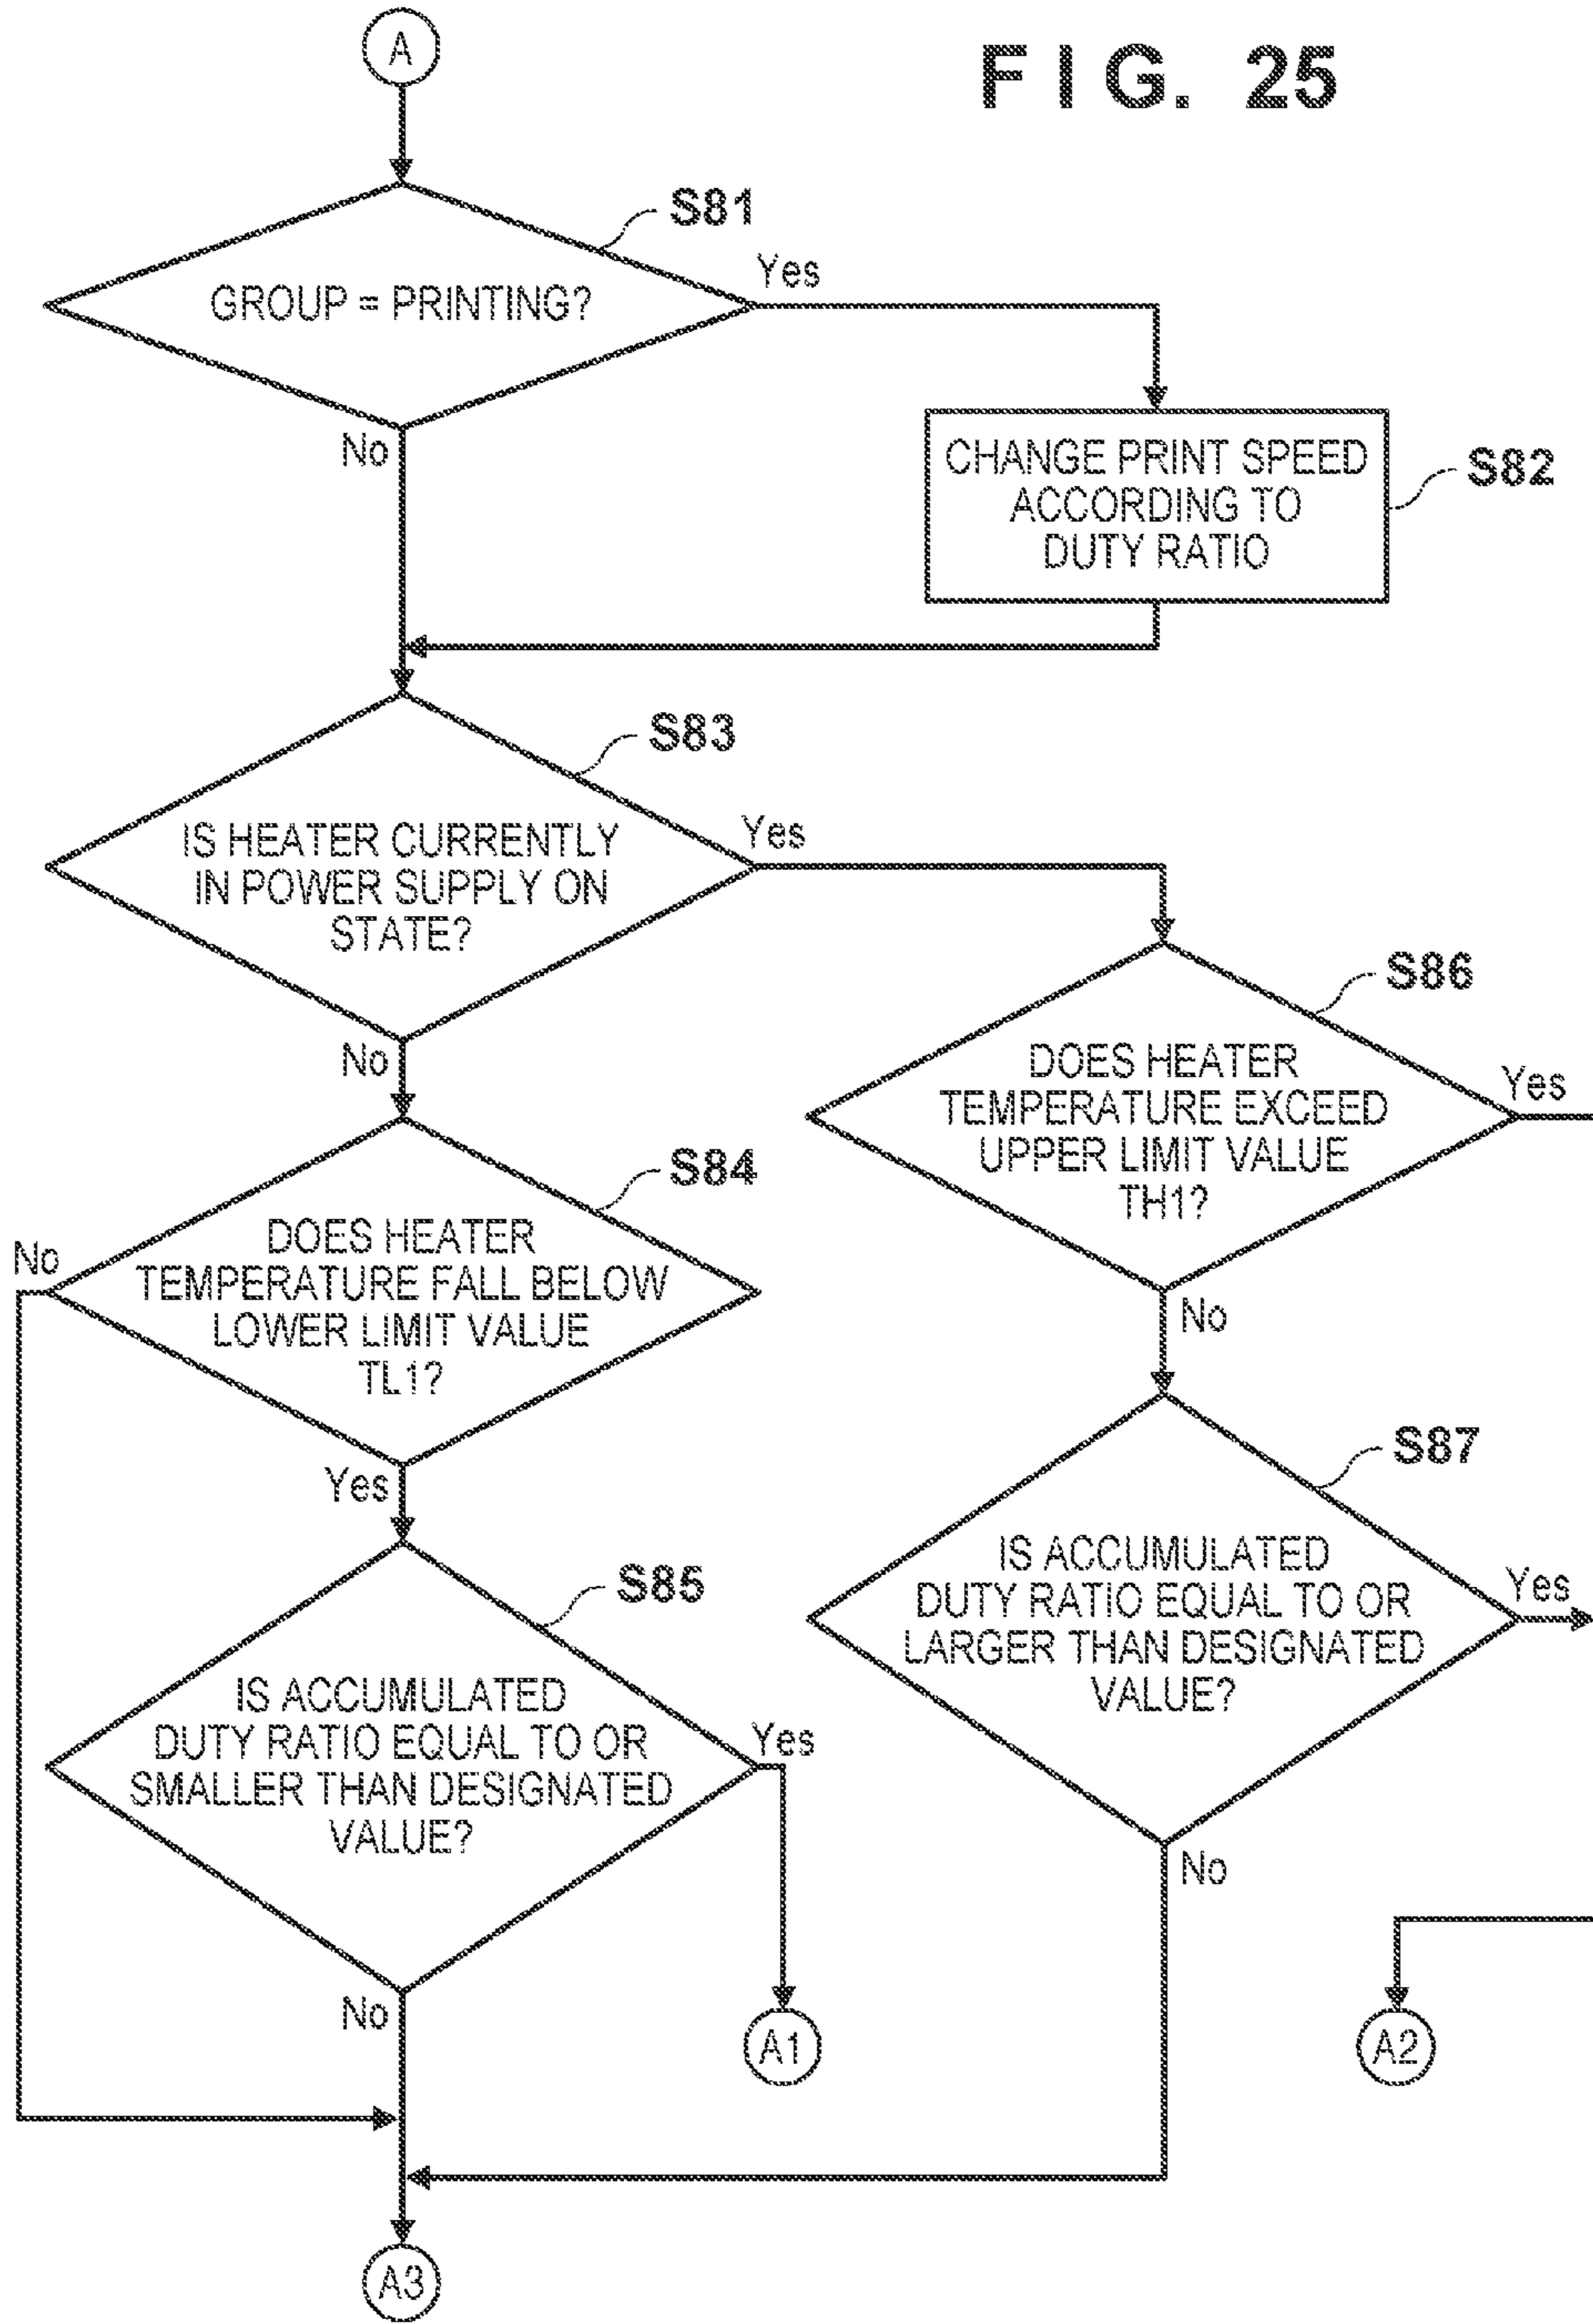 A
FIG. 25
S81
GROUP = PRINTING?
Yes
No
CHANGE PRINT SPEED
ACCORDING TO
DUTY RATIO
S82
S83
IS HEATER CURRENTLY
IN POWER SUPPLY ON
STATE?
Yes
No
S86
DOES HEATER
TEMPERATURE EXCEED
UPPER LIMIT VALUE
TH1?
Yes
No
S84
DOES HEATER
TEMPERATURE FALL BELOW
LOWER LIMIT VALUE
TL1?
No
Yes
S87
IS ACCUMULATED
DUTY RATIO EQUAL TO OR
LARGER THAN DESIGNATED
VALUE?
Yes
No
S85
IS ACCUMULATED
DUTY RATIO EQUAL TO OR
SMALLER THAN DESIGNATED
VALUE?
Yes
No
A1
A2
A3